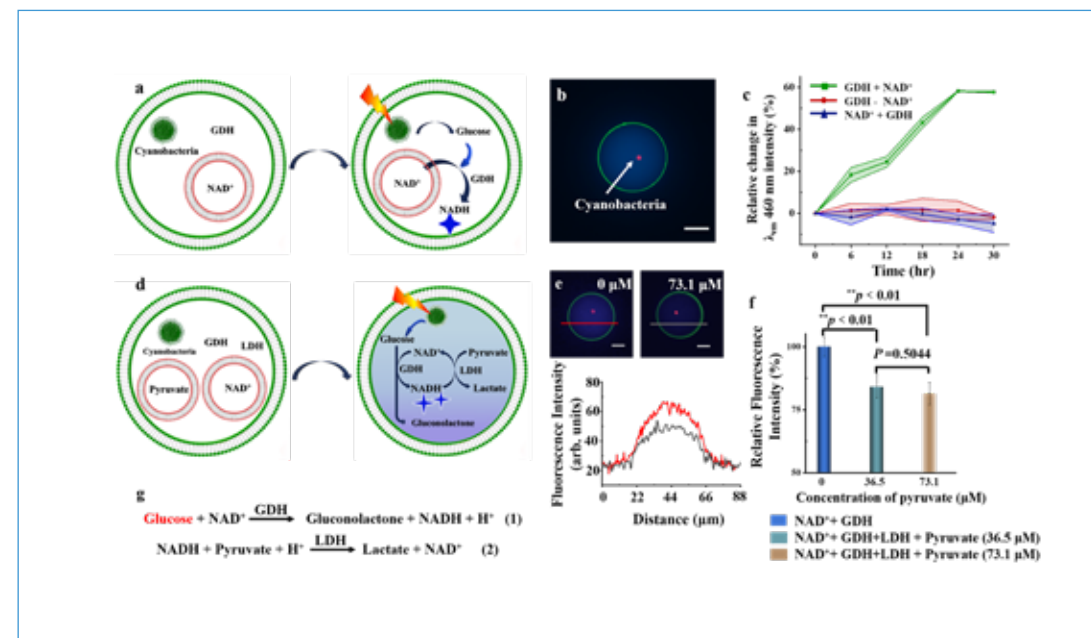 a
Cyanobacteria
GDH
NAD⁺
Glucose
NAD⁺
GDH
NADH
b
Cyanobacteria
c
GDH + NAD⁺
GDH - NAD⁺
NAD⁺ + GDH
Relative change in
λem 460 nm intensity (%)
60
40
20
0
0 6 12 18 24 30
Time (hr)
d
Cyanobacteria
GDH
LDH
Pyruvate
NAD⁺
Glucose
NAD⁺
Pyruvate
GDH
LDH
NADH
Lactate
Gluconolactone
e
0 μM
73.1 μM
Fluorescence Intensity
(arb. units)
80
60
40
20
0 22 44 66 88
Distance (μm)
f
**p < 0.01
**p < 0.01
P =0.5044
Relative Fluorescence
Intensity (%)
100
75
50
0 36.5 73.1
Concentration of pyruvate (μM)
NAD⁺+ GDH
NAD⁺+ GDH+LDH + Pyruvate (36.5 μM)
NAD⁺+ GDH+LDH + Pyruvate (73.1 μM)
g
Glucose + NAD⁺ GDH → Gluconolactone + NADH + H⁺ (1)
NADH + Pyruvate + H⁺ LDH → Lactate + NAD⁺ (2)